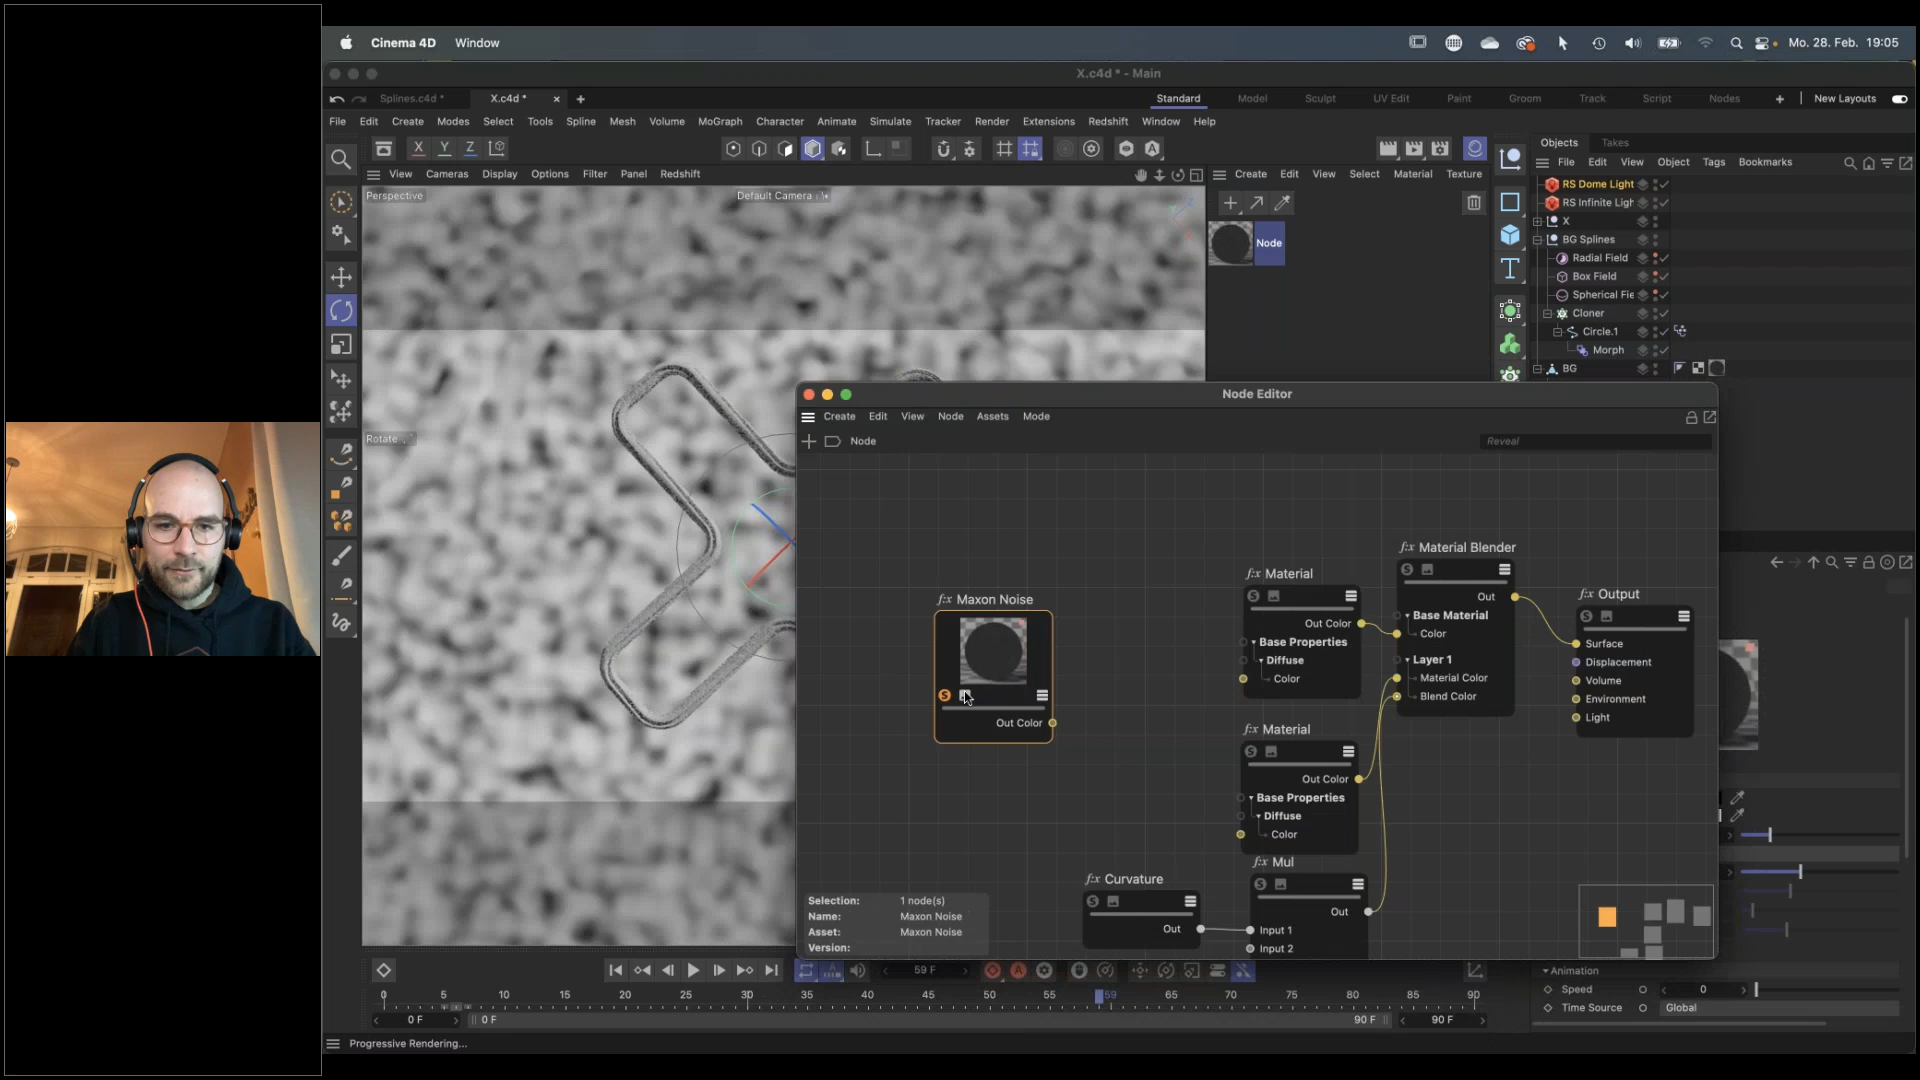 Cinema 4D Window
Mo. 28. Feb. 19:05
X.c4d * - Main
Splines.c4d * X.c4d *
Standard Model Sculpt UV Edit Paint Groom Track Script Nodes New Layouts
File Edit Create Modes Select Tools Spline Mesh Volume MoGraph Character Animate Simulate Tracker Render Extensions Redshift Window Help
Objects Takes
X Y Z
File Edit View Object Tags Bookmarks
View Cameras Display Options Filter Panel Redshift
Create Edit View Select Material Texture
Perspective
Default Camera
RS Dome Light
RS Infinite Ligh
X
BG Splines
Radial Field
Box Field
Spherical Fie
Cloner
Circle.1
Morph
BG
Node
Rotate
Node Editor
Create Edit View Node Assets Mode
Node
Reveal
Maxon Noise
Out Color
Material
Out Color
Base Properties
Diffuse
Color
Material Blender
Out
Base Material
Color
Layer 1
Material Color
Blend Color
Output
Surface
Displacement
Volume
Environment
Light
Material
Out Color
Base Properties
Diffuse
Color
Curvature
Out
Mul
Out
Input 1
Input 2
Selection: 1 node(s)
Name: Maxon Noise
Asset: Maxon Noise
Version:
59 F
0 5 10 15 20 25 30 35 40 45 50 55 59 65 70 75 80 85 90
0 F 0 F 90 F 90 F
Animation
Speed 0
Time Source Global
Progressive Rendering...